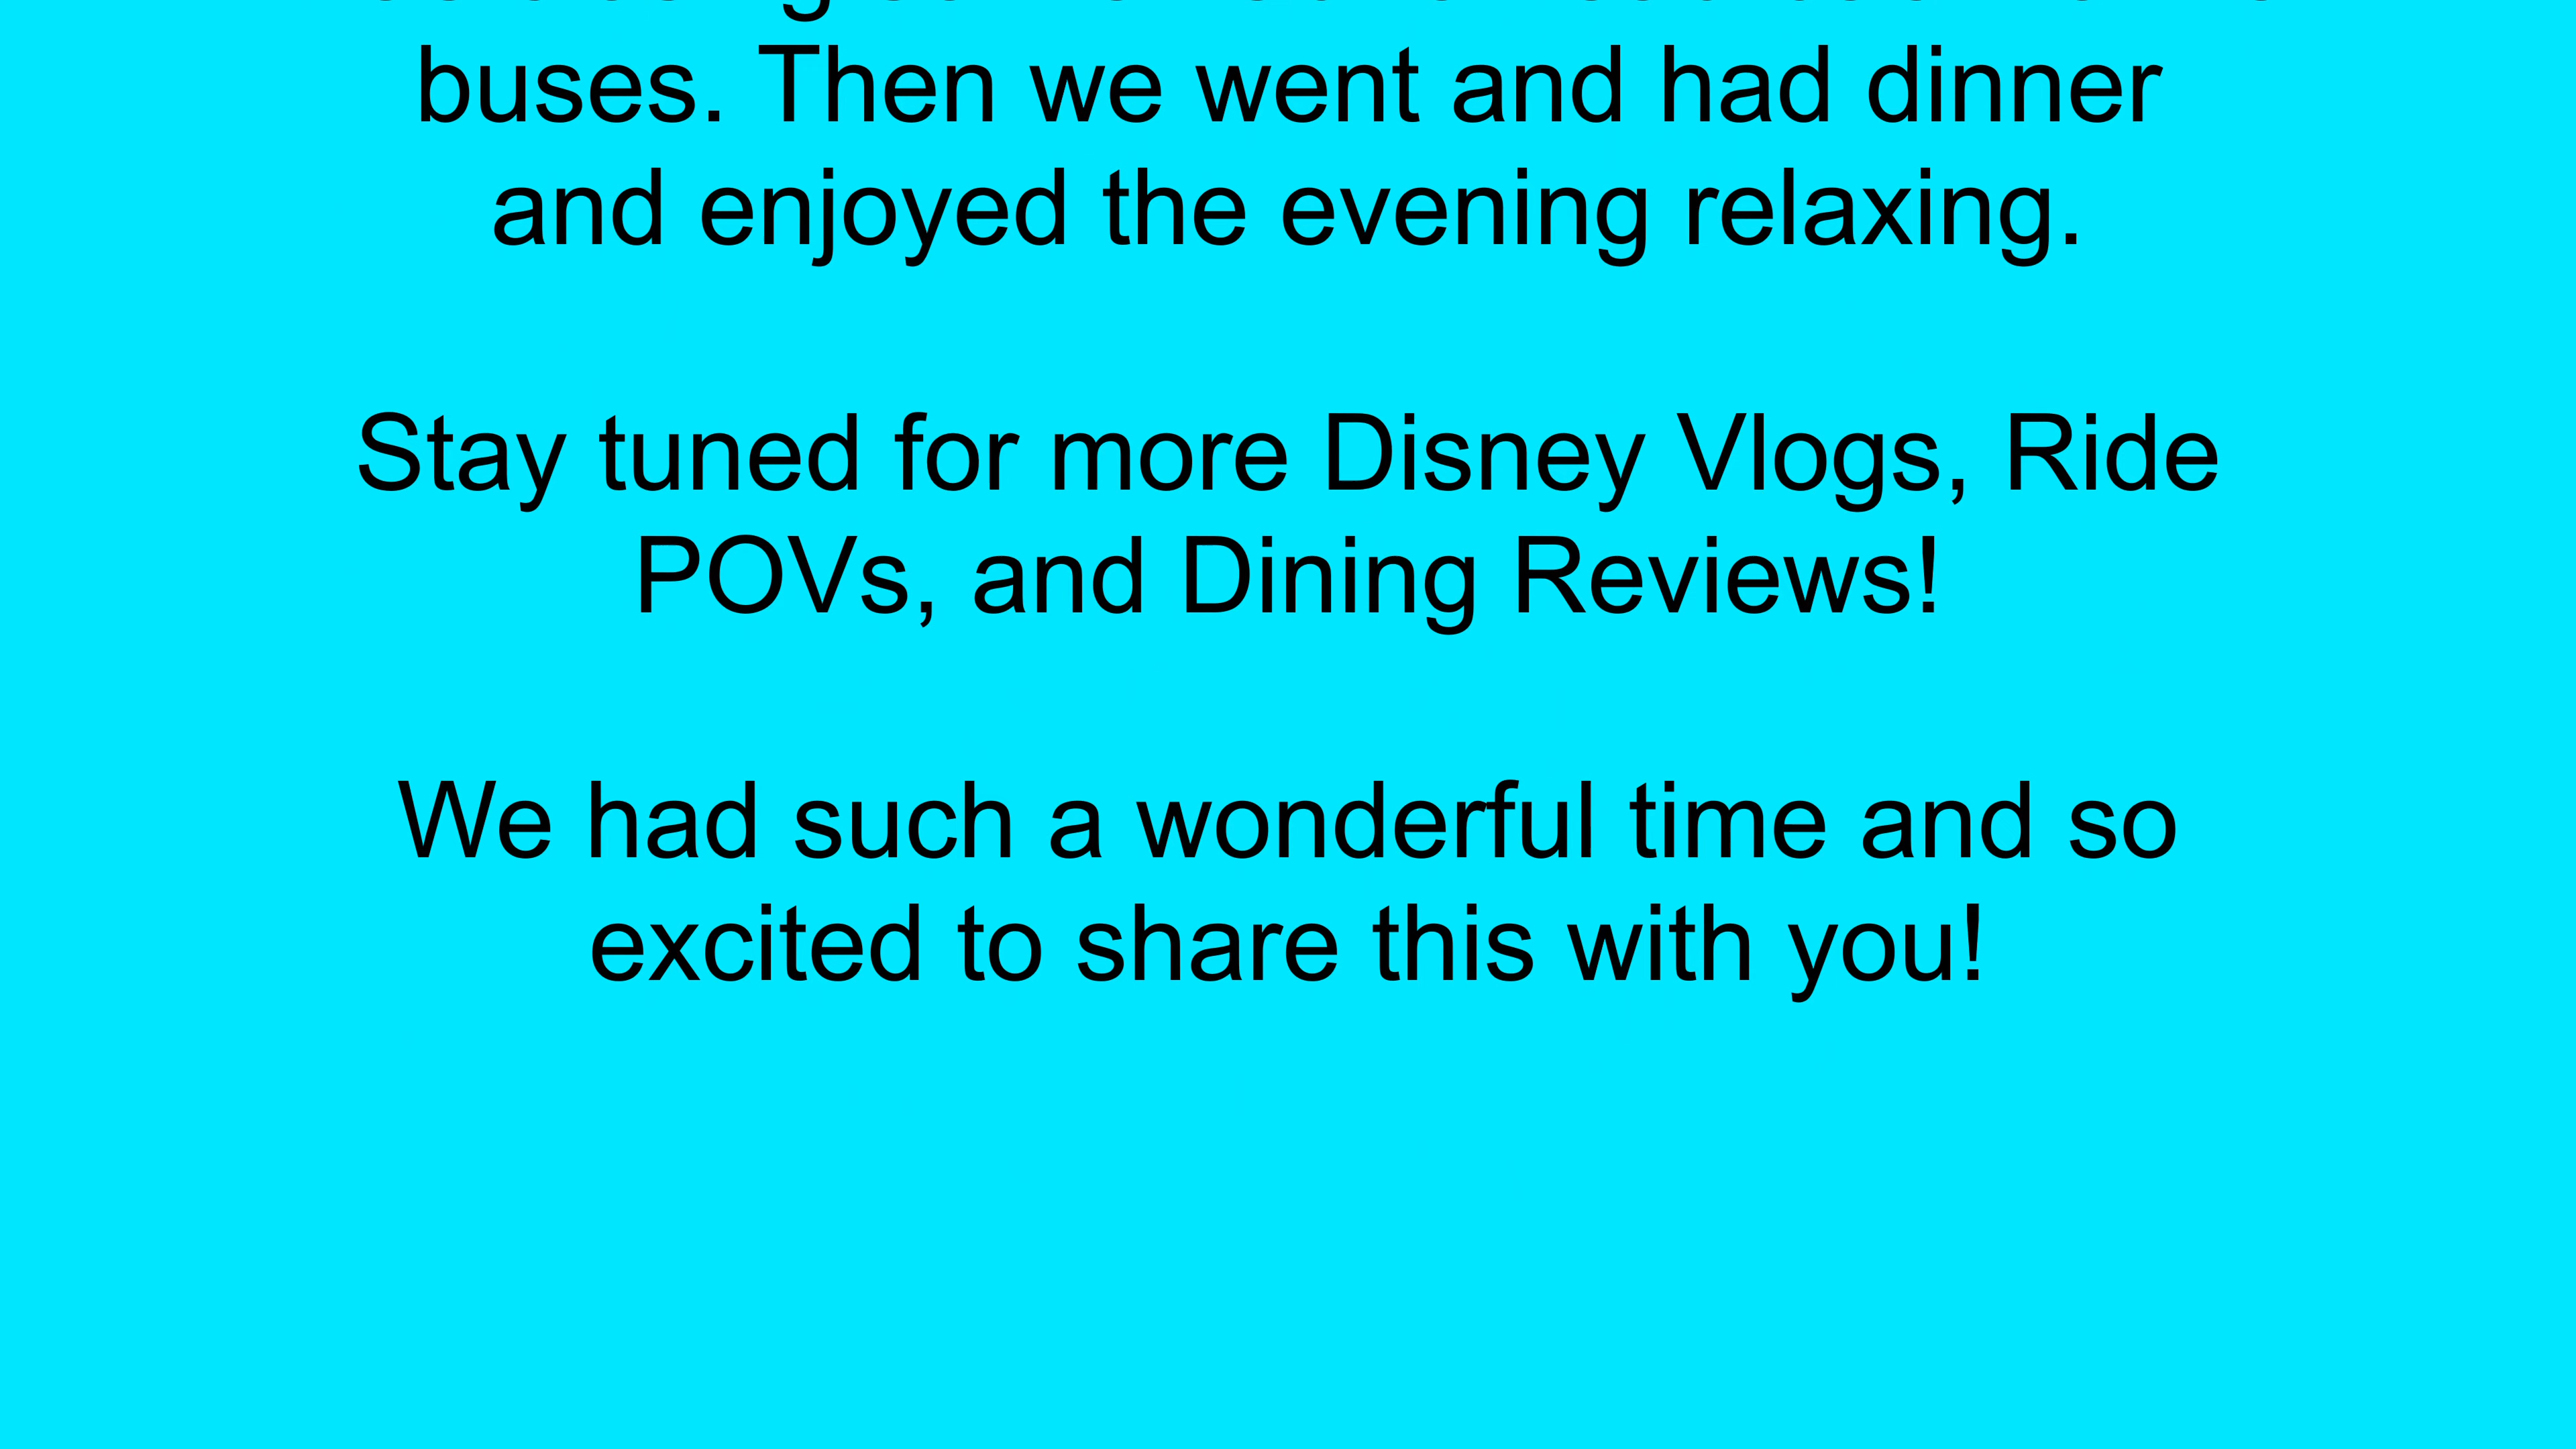 buses. Then we went and had dinner
and enjoyed the evening relaxing.
Stay tuned for more Disney Vlogs, Ride
POVs, and Dining Reviews!
We had such a wonderful time and so
excited to share this with you!